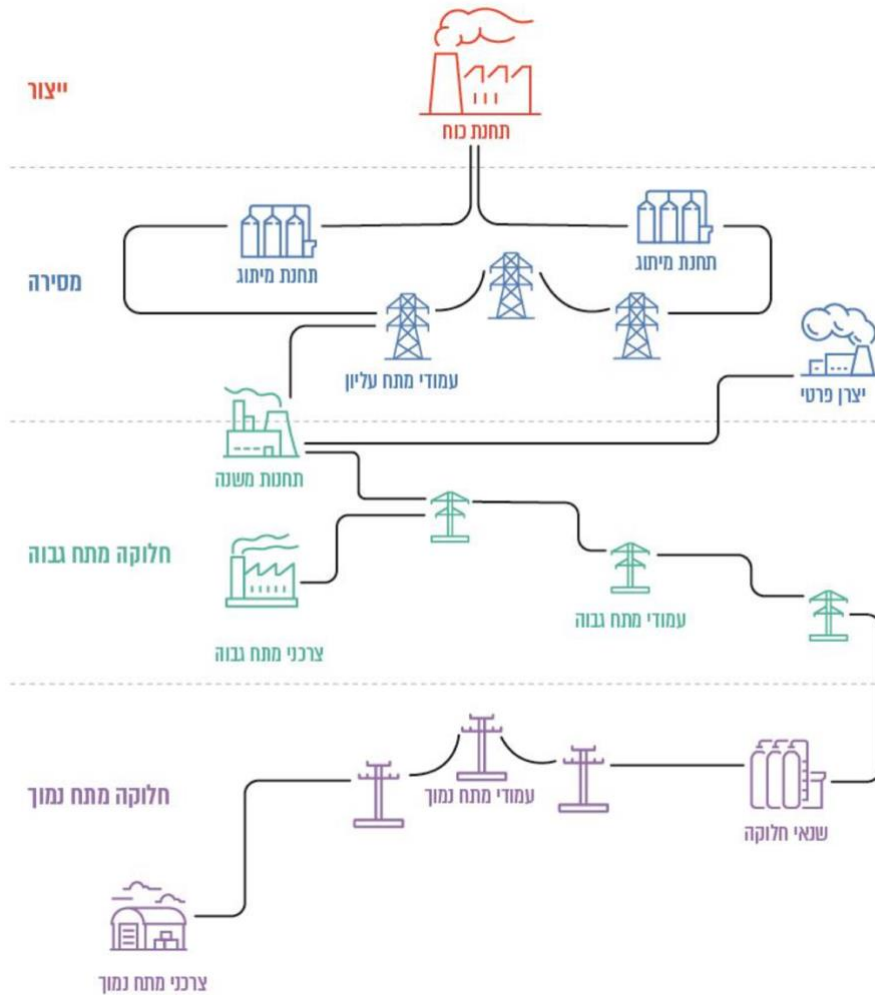 ייצור
תחנת כוח
תחנת מיתוג
תחנת מיתוג
מסירה
עמודי מתח עליון
יצרן פרטי
תחנות משנה
חלוקה מתח גבוה
עמודי מתח גבוה
צרכני מתח גבוה
חלוקה מתח נמוך
עמודי מתח נמוך
שנאי חלוקה
צרכני מתח נמוך